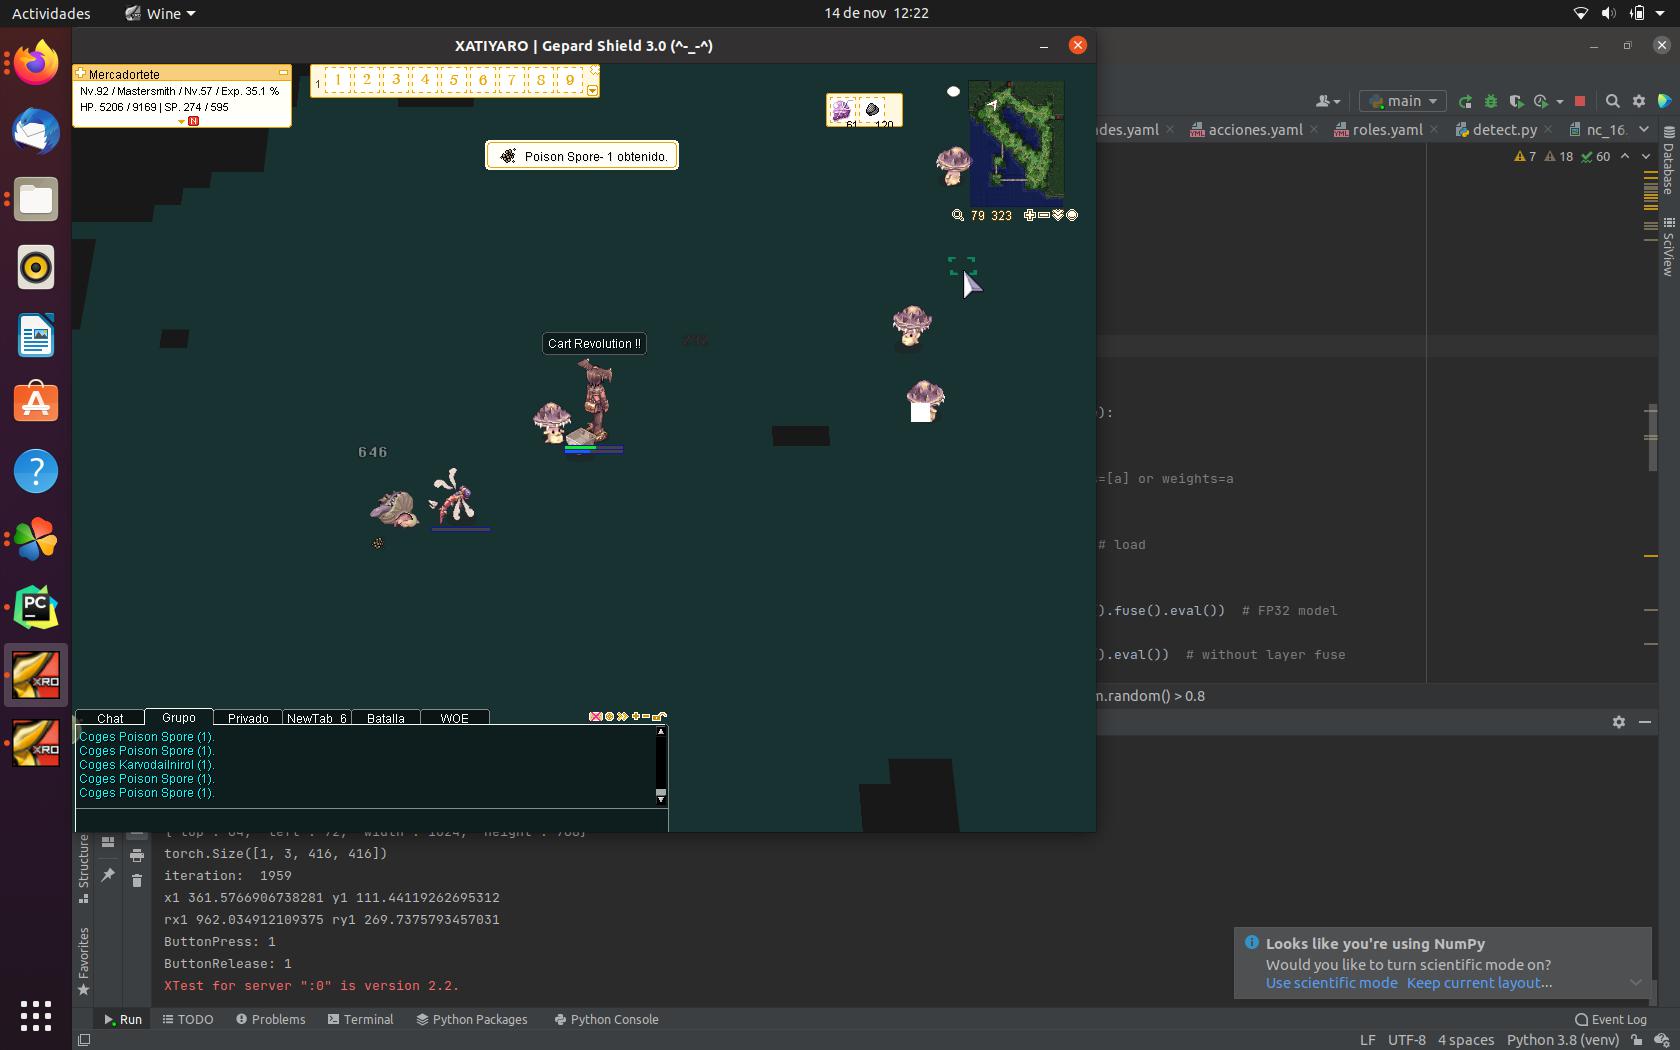 Actividades
Wine
14 de nov 12:22
XATIYARO | Gepard Shield 3.0 (^-_-^)
Mercadortete
Nv.92 / Mastersmith / Nv.57 / Exp. 35.1 %
HP. 5206 / 9169 | SP. 274 / 595
N
1 1 2 3 4 5 6 7 8 9
61 120
Poison Spore- 1 obtenido.
79 323
Cart Revolution !!
646
Chat Grupo Privado NewTab_6 Batalla WOE
Coges Poison Spore (1).
Coges Poison Spore (1).
Coges Karvodailnirol (1).
Coges Poison Spore (1).
Coges Poison Spore (1).
main
des.yaml acciones.yaml roles.yaml detect.py nc_16.
7 18 60
):
=[a] or weights=a
# load
).fuse().eval()) # FP32 model
).eval()) # without layer fuse
m.random() > 0.8
Database
SciView
Structure
Favorites
PC
XRO
XRO
torch.Size([1, 3, 416, 416])
iteration: 1959
x1 361.5766906738281 y1 111.44119262695312
rx1 962.034912109375 ry1 269.7375793457031
ButtonPress: 1
ButtonRelease: 1
XTest for server ":0" is version 2.2.
Looks like you're using NumPy
Would you like to turn scientific mode on?
Use scientific mode Keep current layout...
Run TODO Problems Terminal Python Packages Python Console
Event Log
LF UTF-8 4 spaces Python 3.8 (venv)